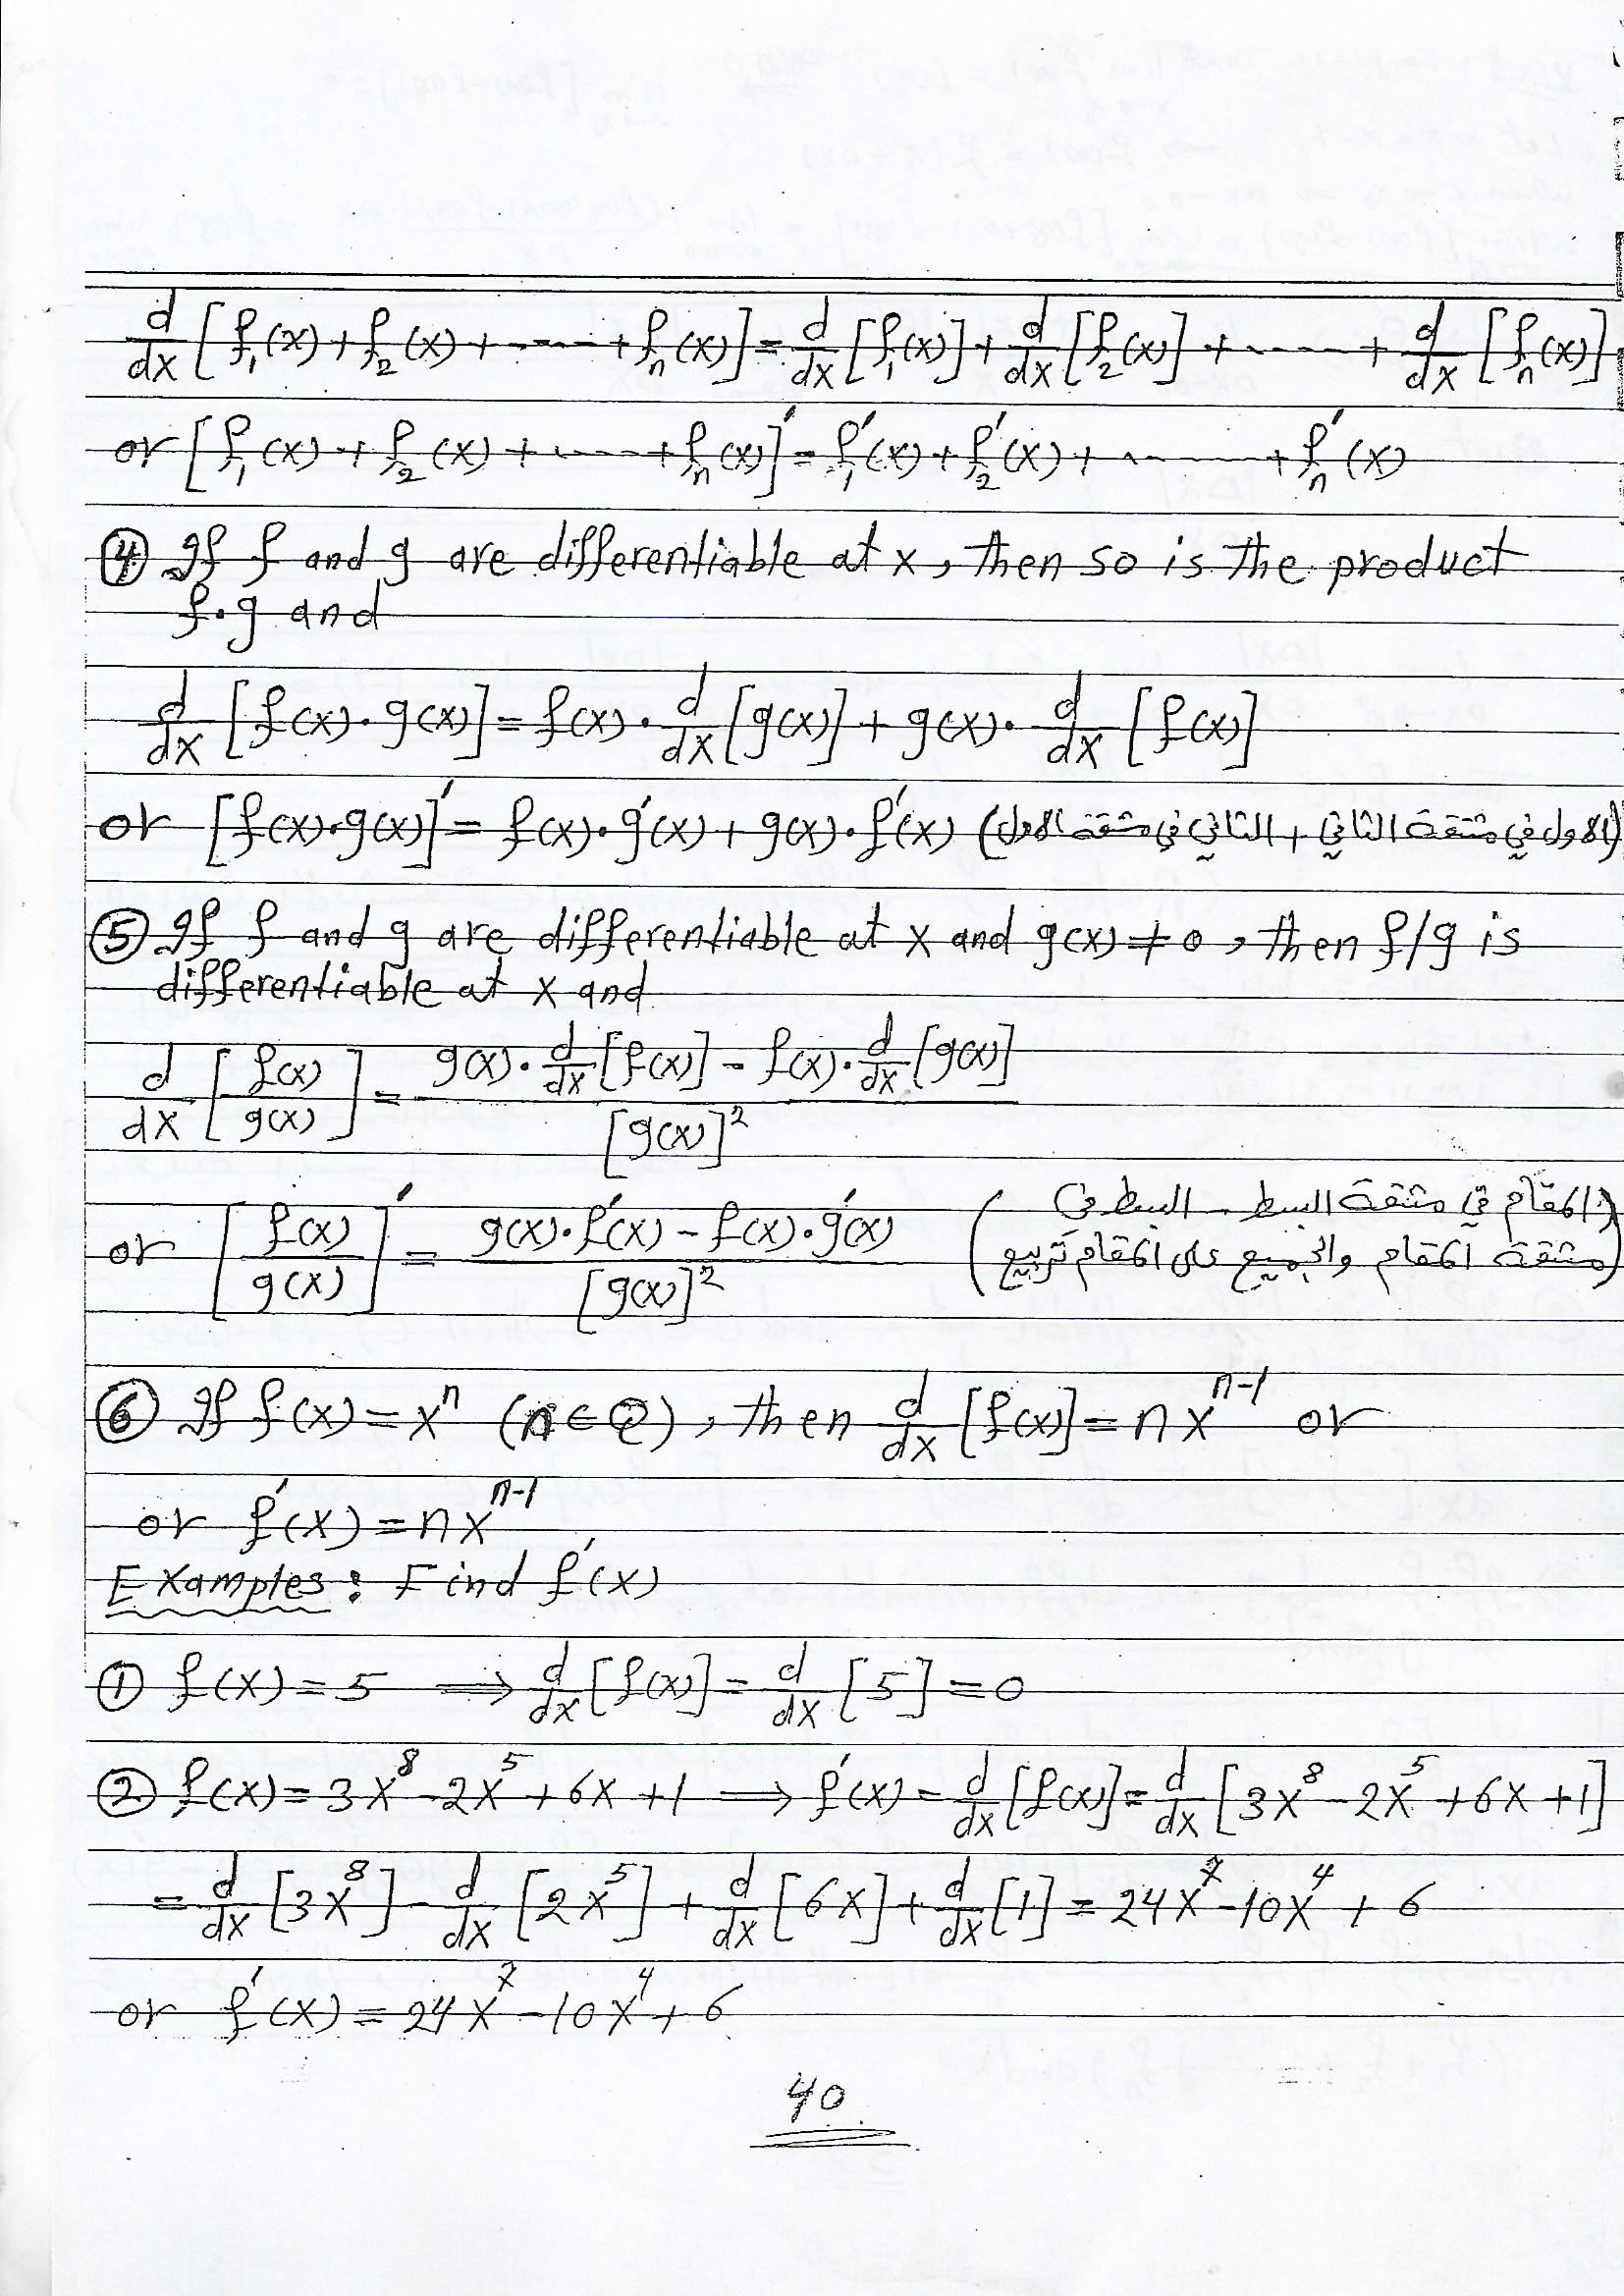 d/dx [f₁(x) + f₂(x) + ------ + fₙ(x)] = d/dx [f₁(x)] + d/dx [f₂(x)] + ------ + d/dx [fₙ(x)]
or [f₁(x) + f₂(x) + ------ + fₙ(x)]' = f₁'(x) + f₂'(x) + ------ + fₙ'(x)
④ If f and g are differentiable at x, then so is the product
f·g and
d/dx [f(x)·g(x)] = f(x)· d/dx [g(x)] + g(x)· d/dx [f(x)]
or [f(x)·g(x)]' = f(x)·g'(x) + g(x)·f'(x) (الاول في مشتقة الثاني + الثاني في مشتقة الاول)
⑤ If f and g are differentiable at x and g(x) ≠ 0, then f/g is
differentiable at x and
d/dx [f(x)/g(x)] = (g(x)· d/dx [f(x)] - f(x)· d/dx [g(x)]) / [g(x)]²
or [f(x)/g(x)]' = (g(x)·f'(x) - f(x)·g'(x)) / [g(x)]² (المقام في مشتقة البسط - البسط في
مشتقة المقام والجميع على المقام تربيع)
⑥ If f(x) = xⁿ (n ∈ Q), then d/dx [f(x)] = n xⁿ⁻¹ or
or f'(x) = n xⁿ⁻¹
Examples: Find f'(x)
① f(x) = 5 ⟹ d/dx [f(x)] = d/dx [5] = 0
② f(x) = 3x⁸ - 2x⁵ + 6x + 1 ⟹ f'(x) = d/dx [f(x)] = d/dx [3x⁸ - 2x⁵ + 6x + 1]
= d/dx [3x⁸] - d/dx [2x⁵] + d/dx [6x] + d/dx [1] = 24x⁷ - 10x⁴ + 6
or f'(x) = 24x⁷ - 10x⁴ + 6
40